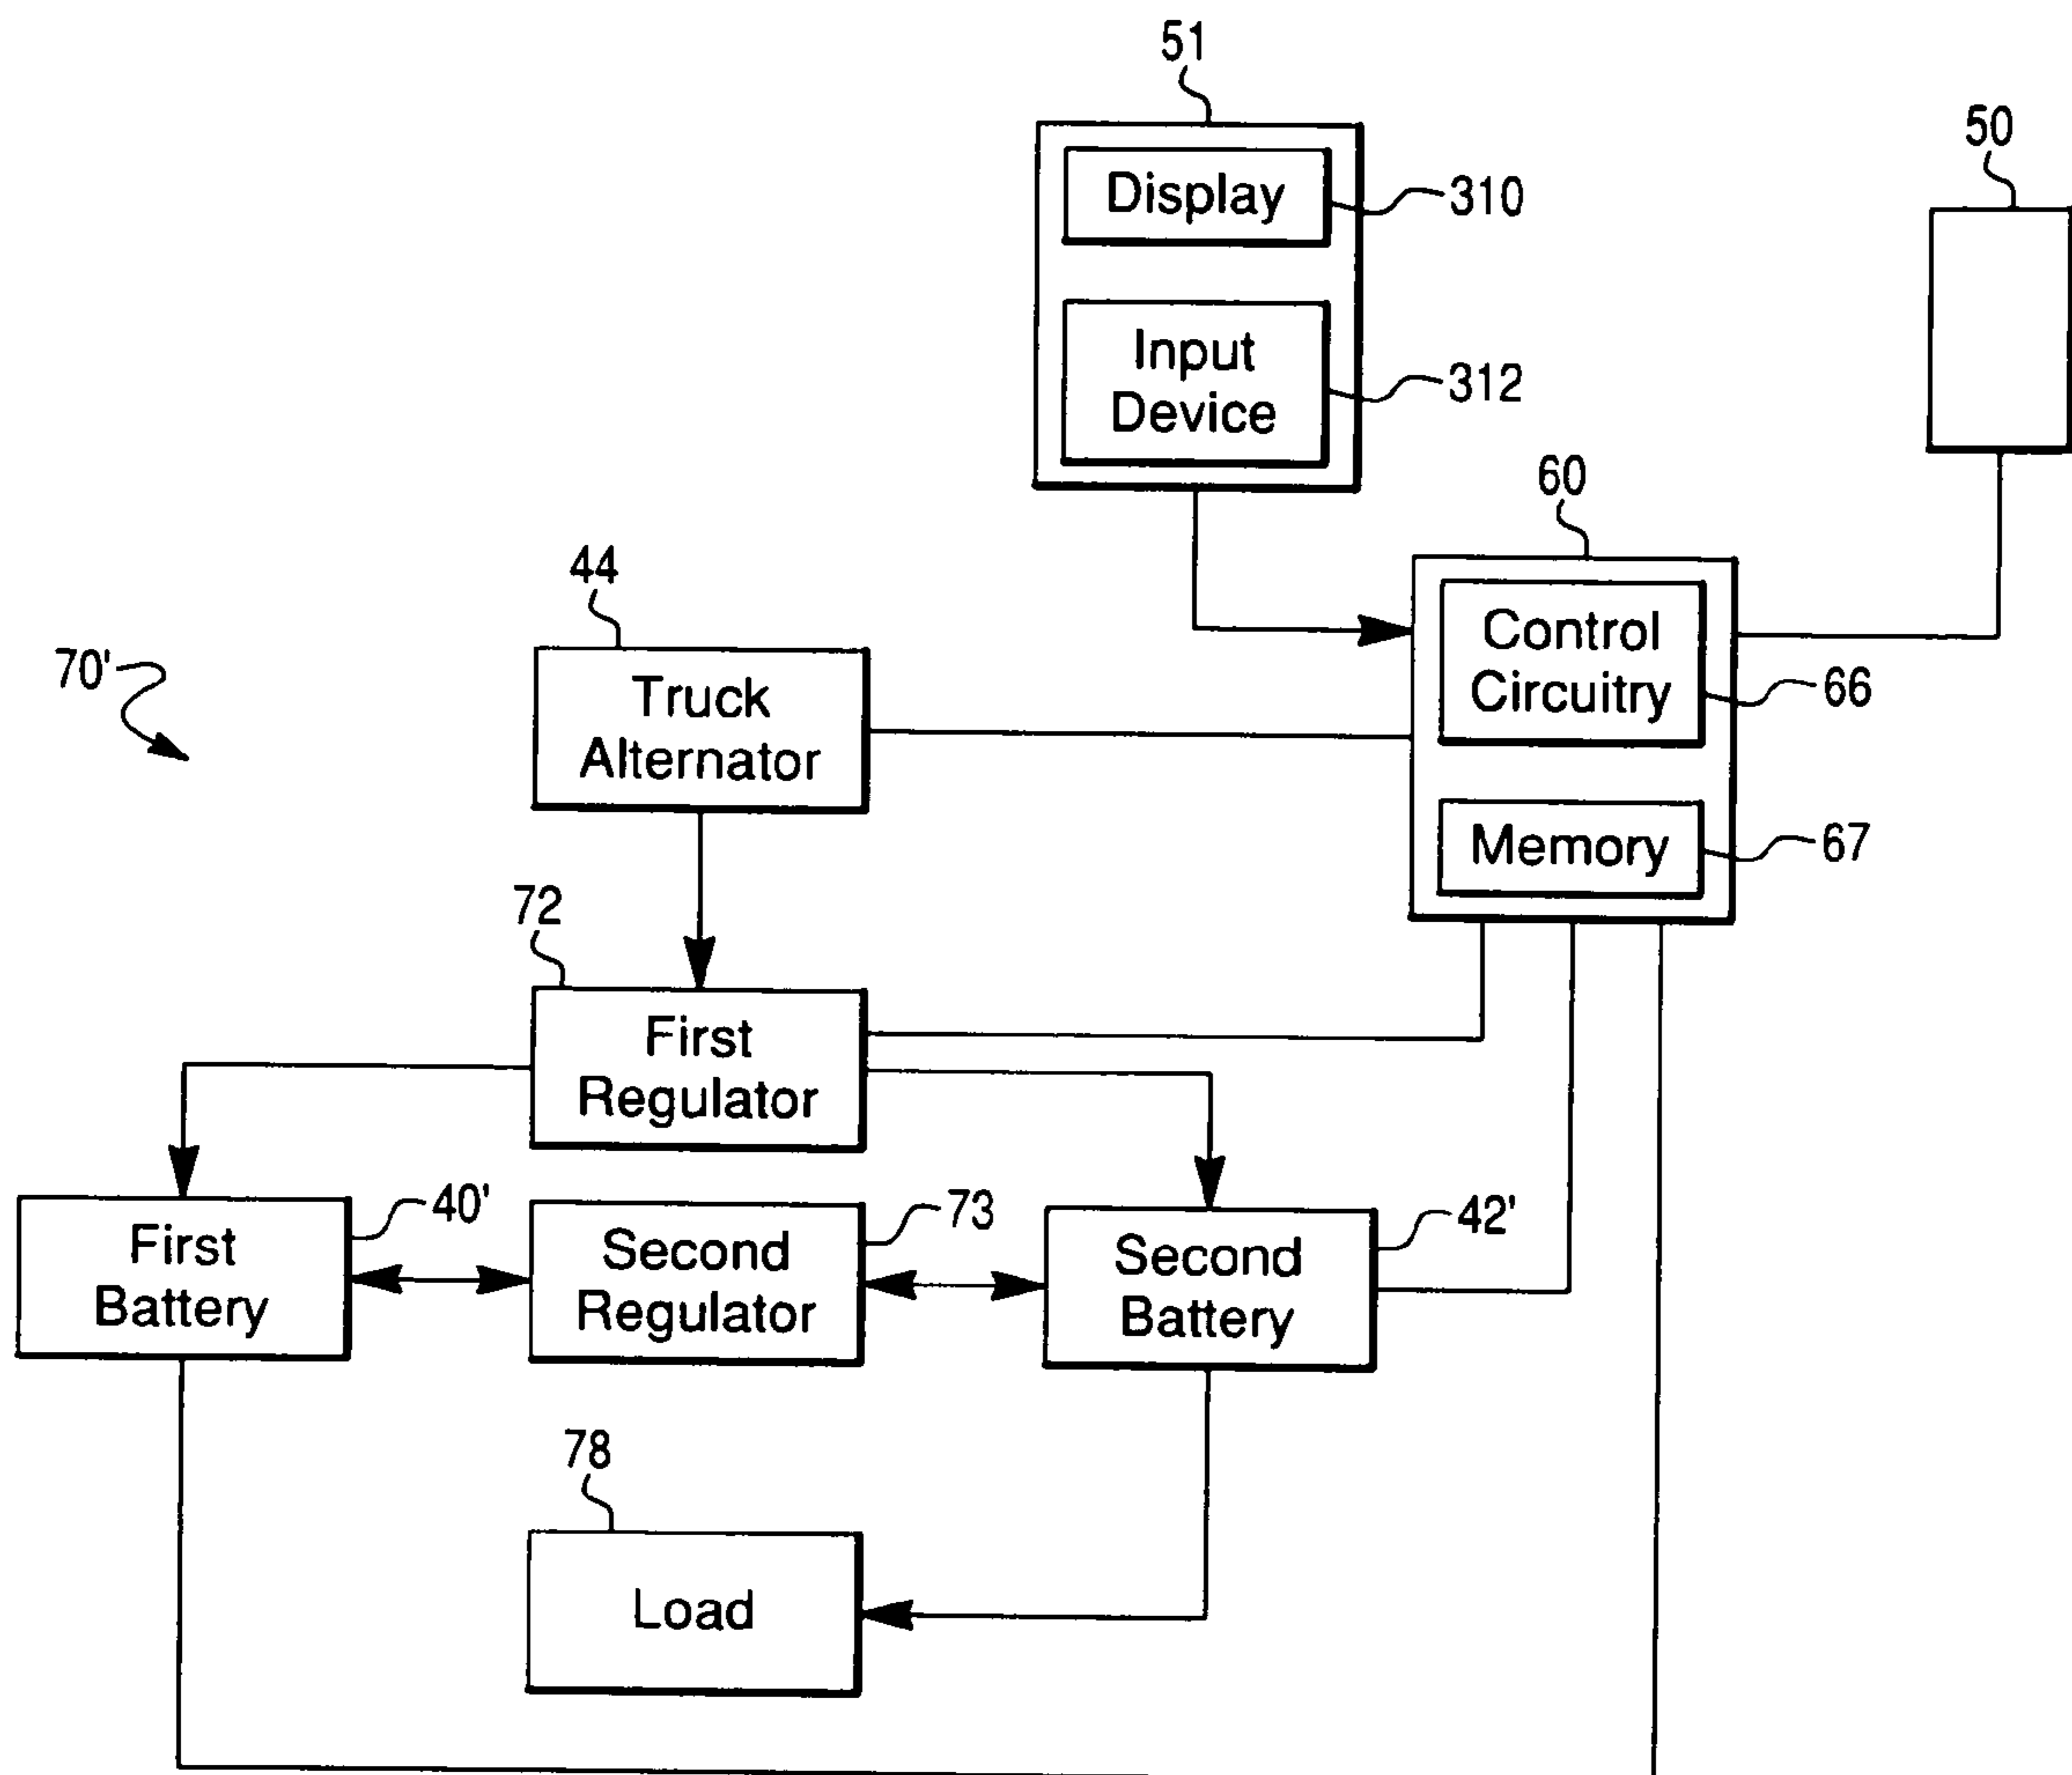 51
50
Display
310
Input
Device
312
60
44
Control
Circuitry
66
70'
Truck
Alternator
Memory
67
72
First
Regulator
40'
73
42'
First
Battery
Second
Regulator
Second
Battery
78
Load